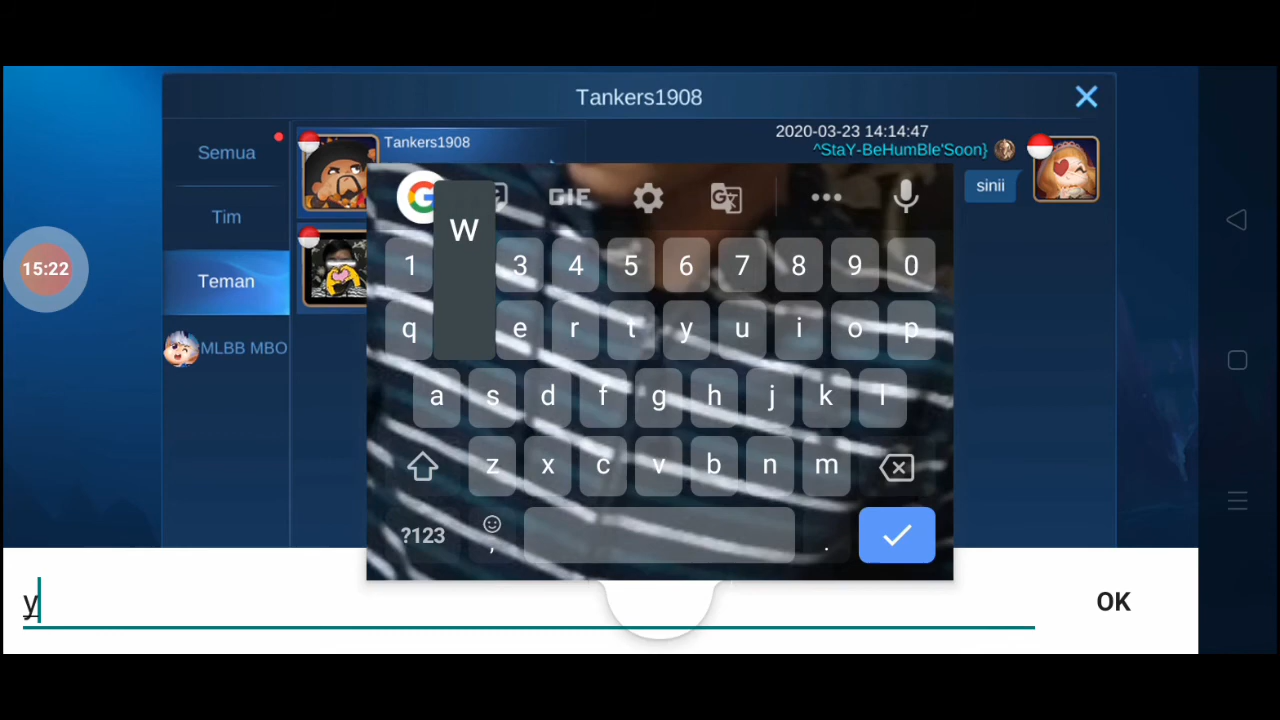 Tankers1908
2020-03-23 14:14:47
^StaY-BeHumBle'Soon}
sinii
Semua
Tim
Teman
MLBB MBO
Tankers1908
15:22
G GIF G
W
1 3 4 5 6 7 8 9 0
q e r t y u i o p
a s d f g h j k l
z x c v b n m
?123 , .
y
OK